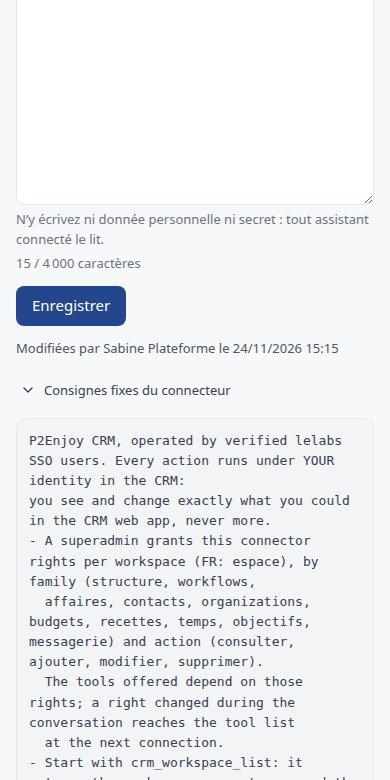 N'y écrivez ni donnée personnelle ni secret : tout assistant
connecté le lit.
15 / 4 000 caractères
Enregistrer
Modifiées par Sabine Plateforme le 24/11/2026 15:15
Consignes fixes du connecteur
P2Enjoy CRM, operated by verified lelabs
SSO users. Every action runs under YOUR
identity in the CRM:
you see and change exactly what you could
in the CRM web app, never more.
- A superadmin grants this connector
rights per workspace (FR: espace), by
family (structure, workflows,
affaires, contacts, organizations,
budgets, recettes, temps, objectifs,
messagerie) and action (consulter,
ajouter, modifier, supprimer).
The tools offered depend on those
rights; a right changed during the
conversation reaches the tool list
at the next connection.
- Start with crm_workspace_list: it